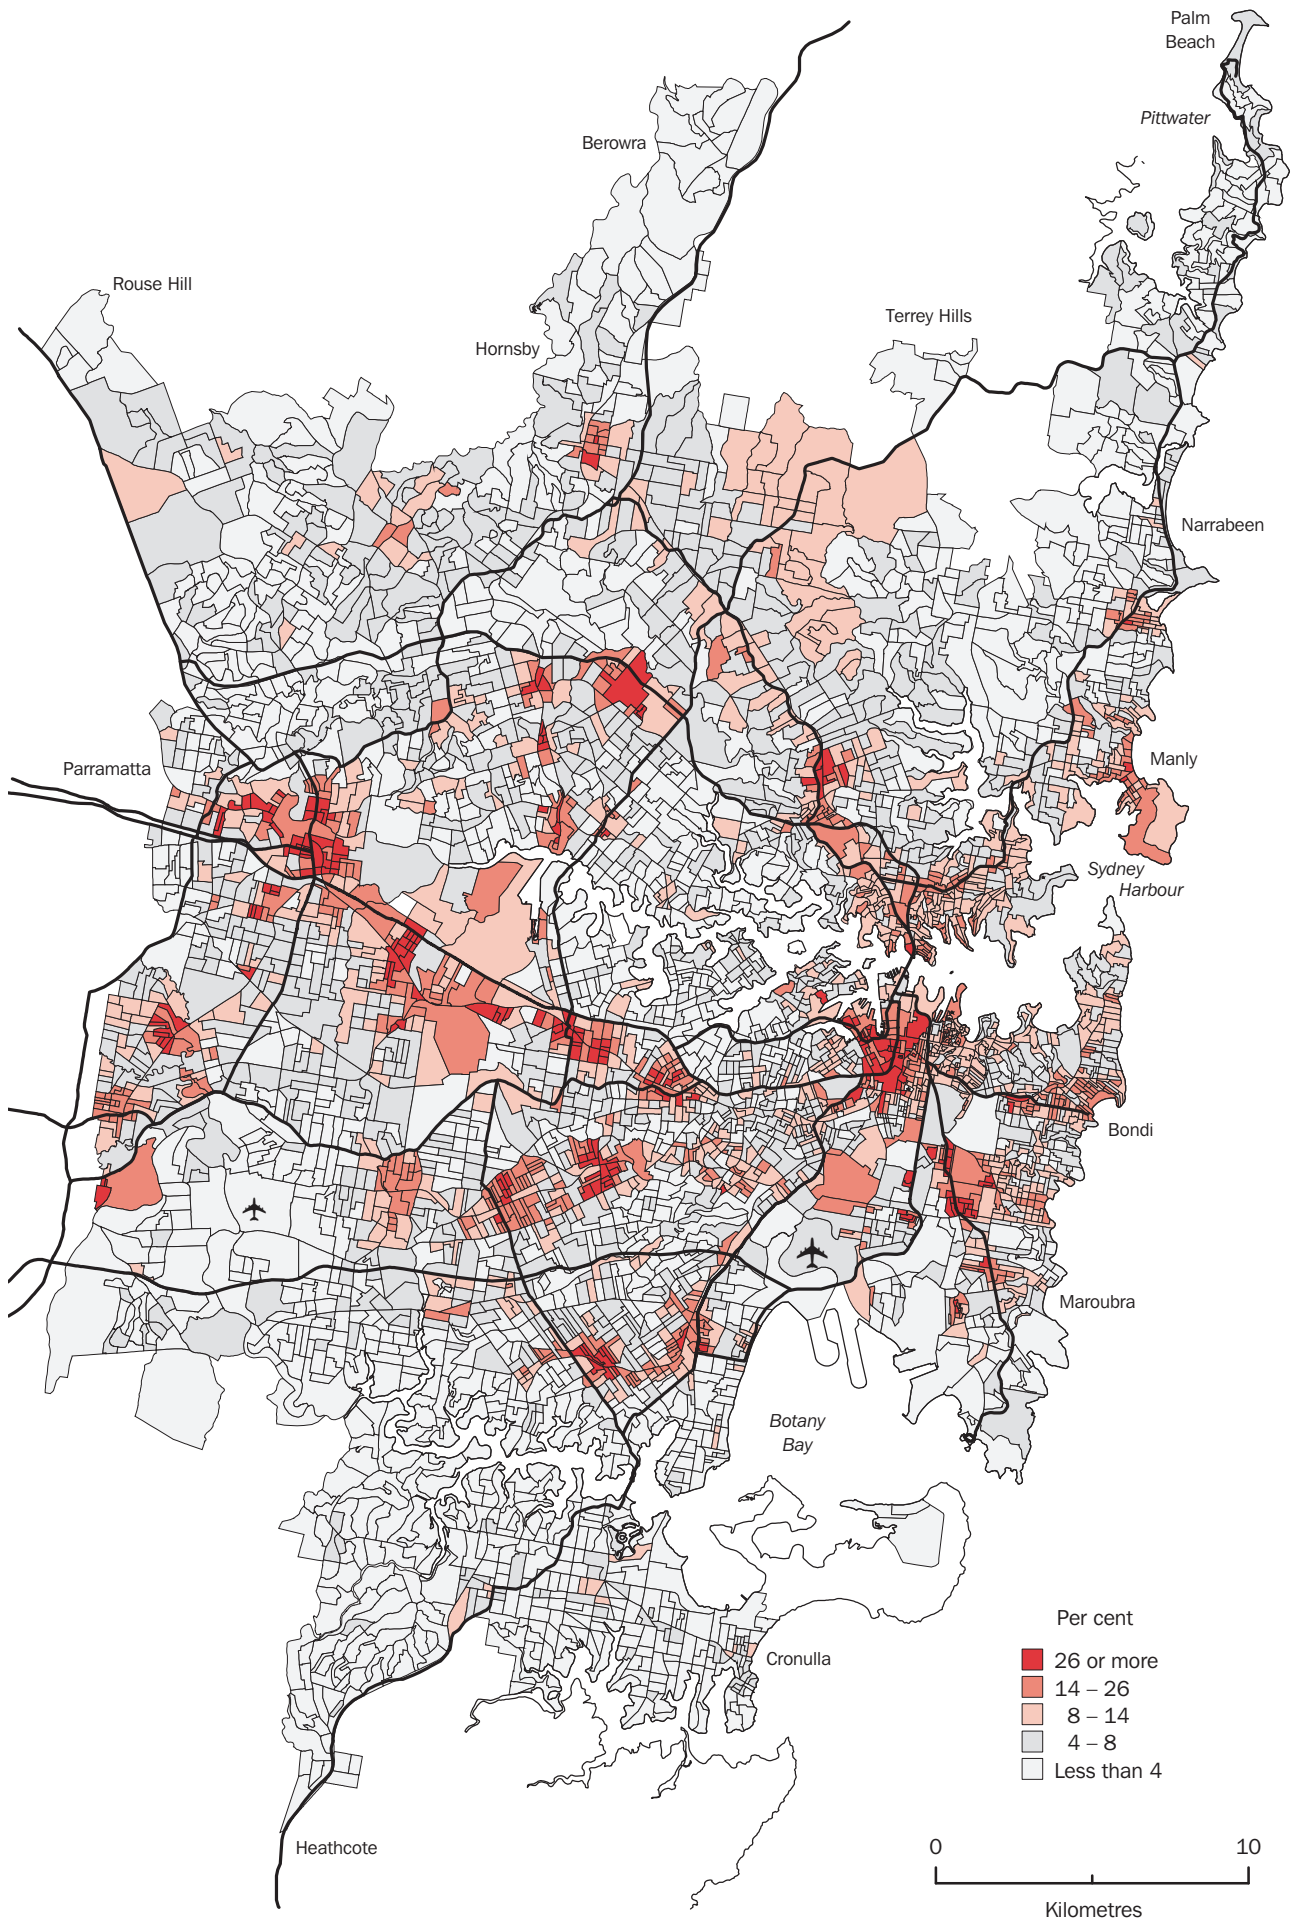 Palm
Beach
Pittwater
Berowra
Rouse Hill
Terrey Hills
Hornsby
Narrabeen
Manly
Parramatta
Sydney
Harbour
Bondi
Maroubra
Botany
Bay
Cronulla
Heathcote
Per cent
26 or more
14 – 26
8 – 14
4 – 8
Less than 4
0 10
Kilometres